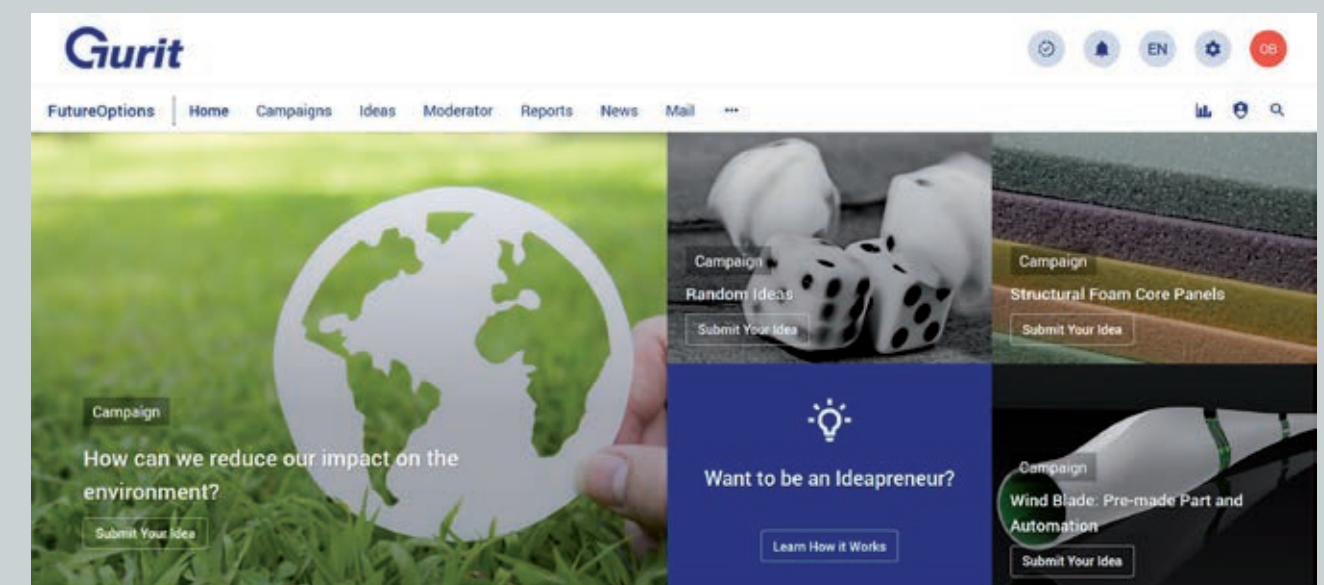 Gurit
EN
OB
FutureOptions
Home Campaigns Ideas Moderator Reports News Mail ...
Campaign
How can we reduce our impact on the
environment?
Submit Your Idea
Campaign
Random Ideas
Submit Your Idea
Campaign
Structural Foam Core Panels
Submit Your Idea
Want to be an Ideapreneur?
Learn How it Works
Campaign
Wind Blade: Pre-made Part and
Automation
Submit Your Idea